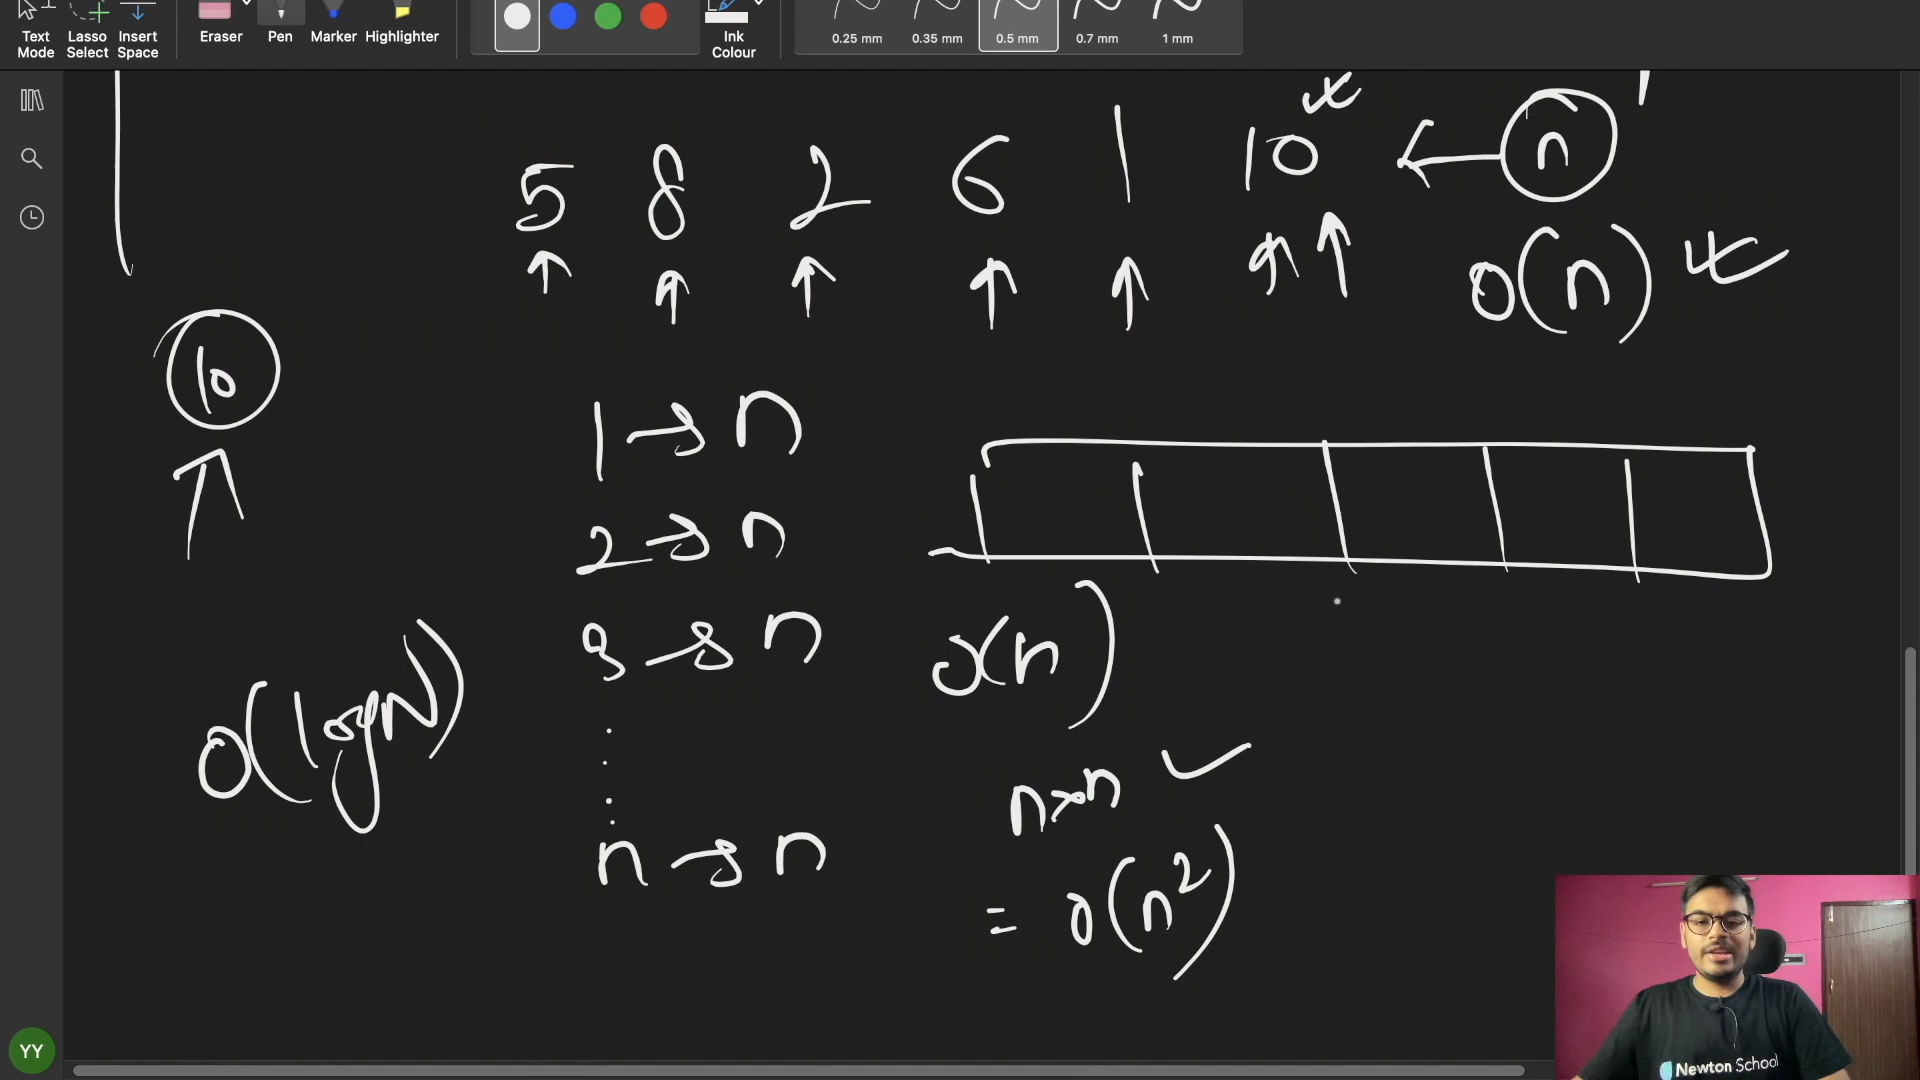 Text Mode
Lasso Select
Insert Space
Eraser
Pen
Marker
Highlighter
Ink Colour
0.25 mm
0.35 mm
0.5 mm
0.7 mm
1 mm
5 8 2 6 1 10 ← n
O(n)
10
1 → n
2 → n
3 → n
O(n)
O(logN)
n×n ✓
n → n
= O(n²)
YY
Newton School